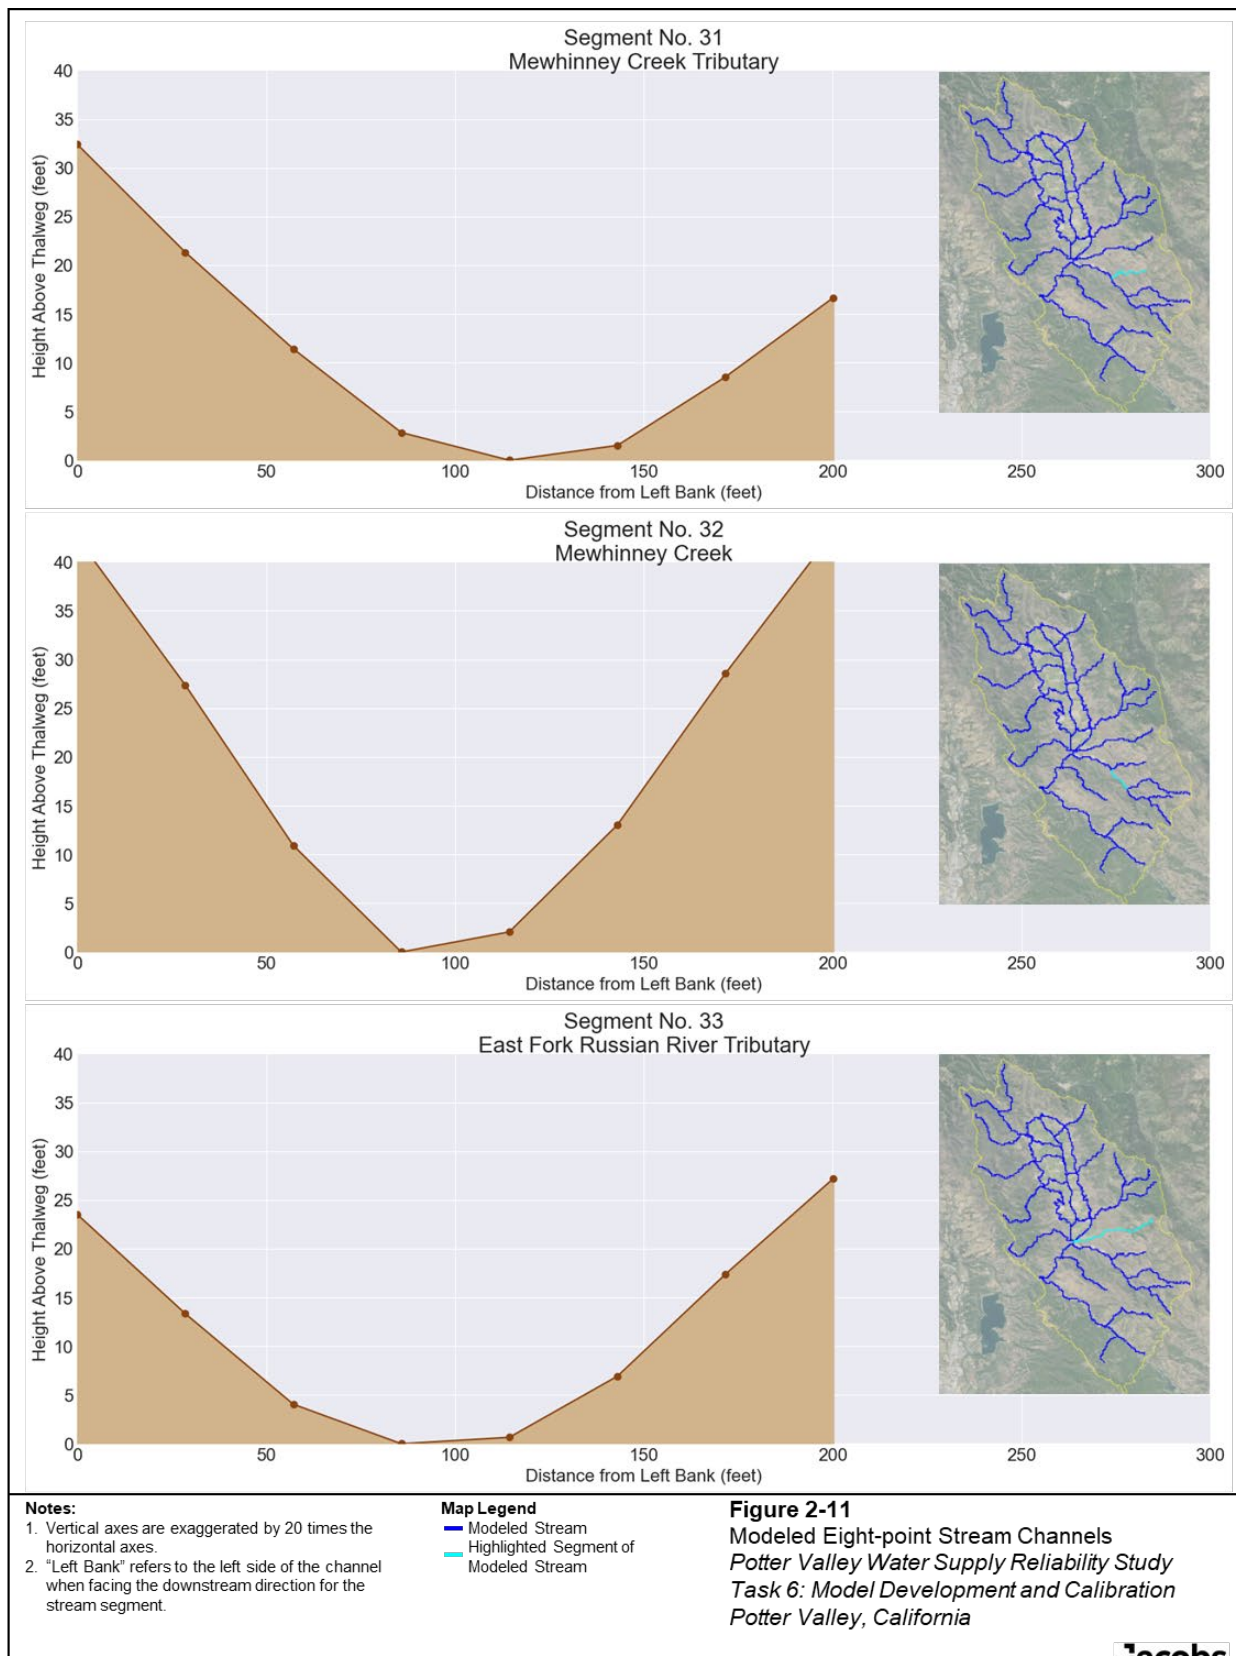 Segment No. 31
Mewhinney Creek Tributary
40
35
30
25
20
15
10
5
0
Height Above Thalweg (feet)
0 50 100 150 200 250 300
Distance from Left Bank (feet)
Segment No. 32
Mewhinney Creek
40
35
30
25
20
15
10
5
0
Height Above Thalweg (feet)
0 50 100 150 200 250 300
Distance from Left Bank (feet)
Segment No. 33
East Fork Russian River Tributary
40
35
30
25
20
15
10
5
0
Height Above Thalweg (feet)
0 50 100 150 200 250 300
Distance from Left Bank (feet)
Notes:
1. Vertical axes are exaggerated by 20 times the
horizontal axes.
2. “Left Bank” refers to the left side of the channel
when facing the downstream direction for the
stream segment.
Map Legend
Modeled Stream
Highlighted Segment of
Modeled Stream
Figure 2-11
Modeled Eight-point Stream Channels
Potter Valley Water Supply Reliability Study
Task 6: Model Development and Calibration
Potter Valley, California
Jacobs